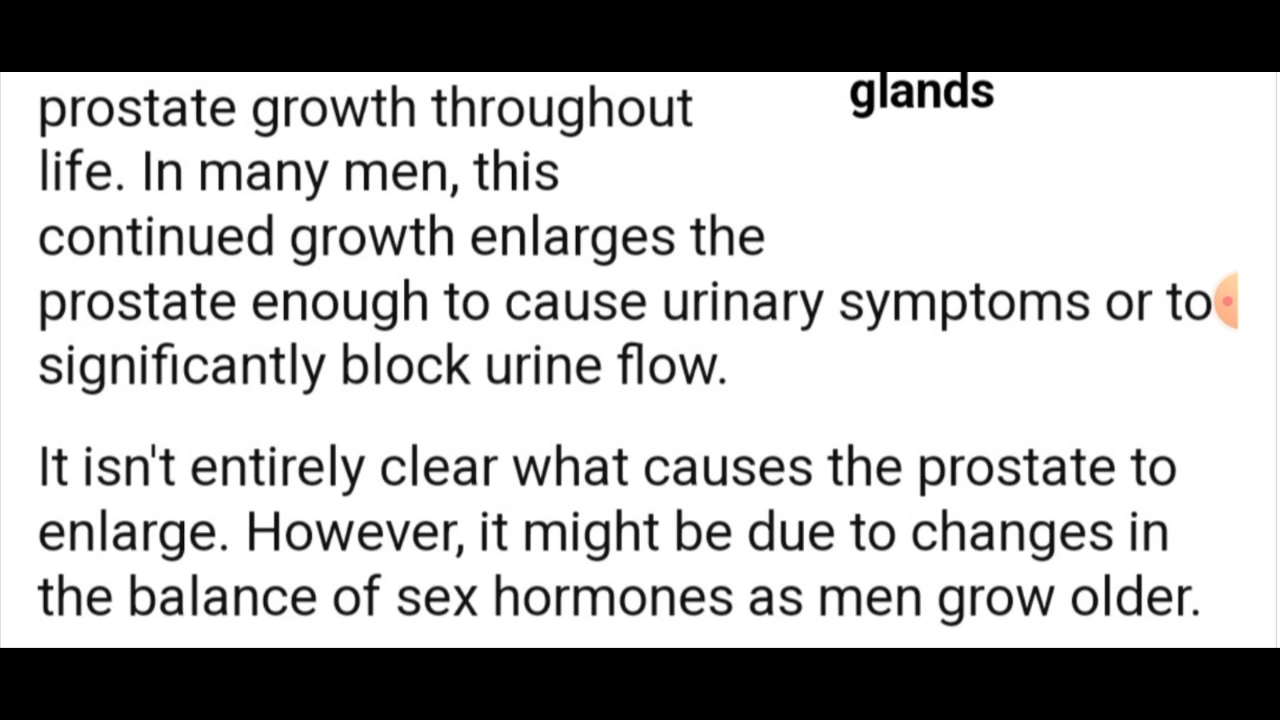 glands
prostate growth throughout
life. In many men, this
continued growth enlarges the
prostate enough to cause urinary symptoms or to
significantly block urine flow.
It isn't entirely clear what causes the prostate to
enlarge. However, it might be due to changes in
the balance of sex hormones as men grow older.